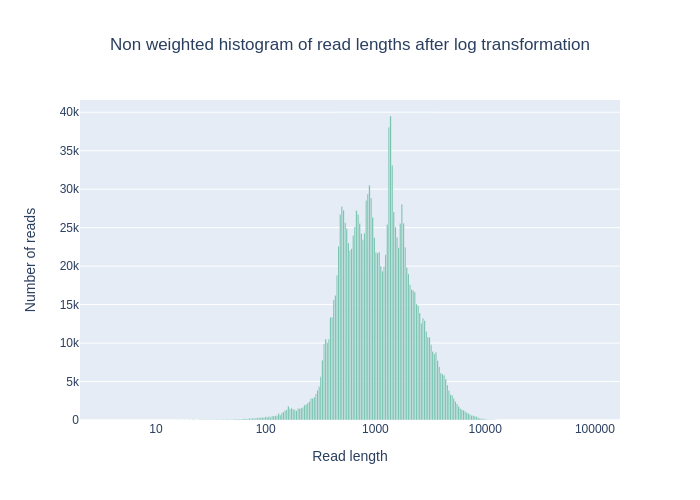 Non weighted histogram of read lengths after log transformation
40k
35k
30k
25k
20k
15k
10k
5k
0
Number of reads
10
100
1000
10000
100000
Read length